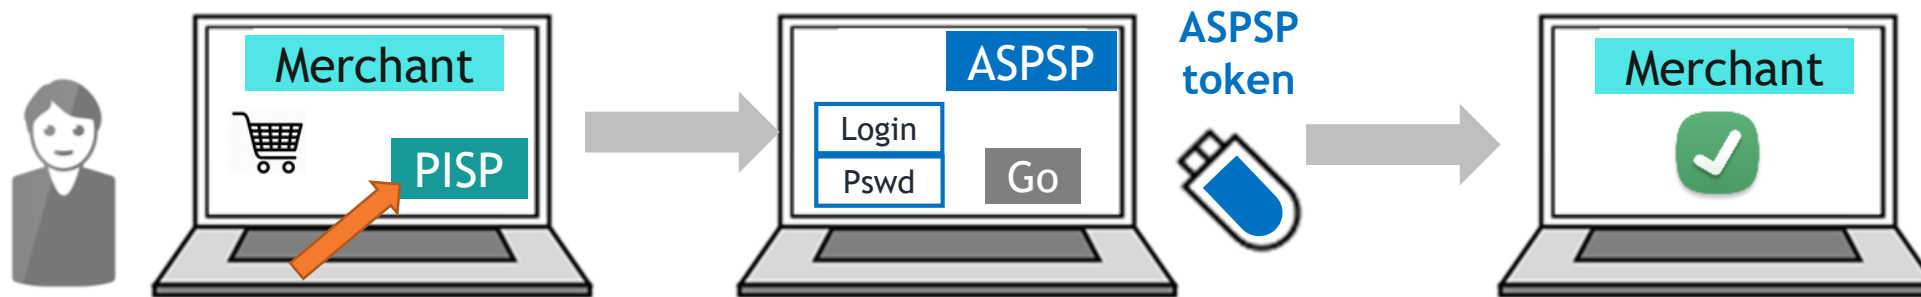 Merchant
PISP
ASPSP
Login
Pswd
Go
ASPSP
token
Merchant